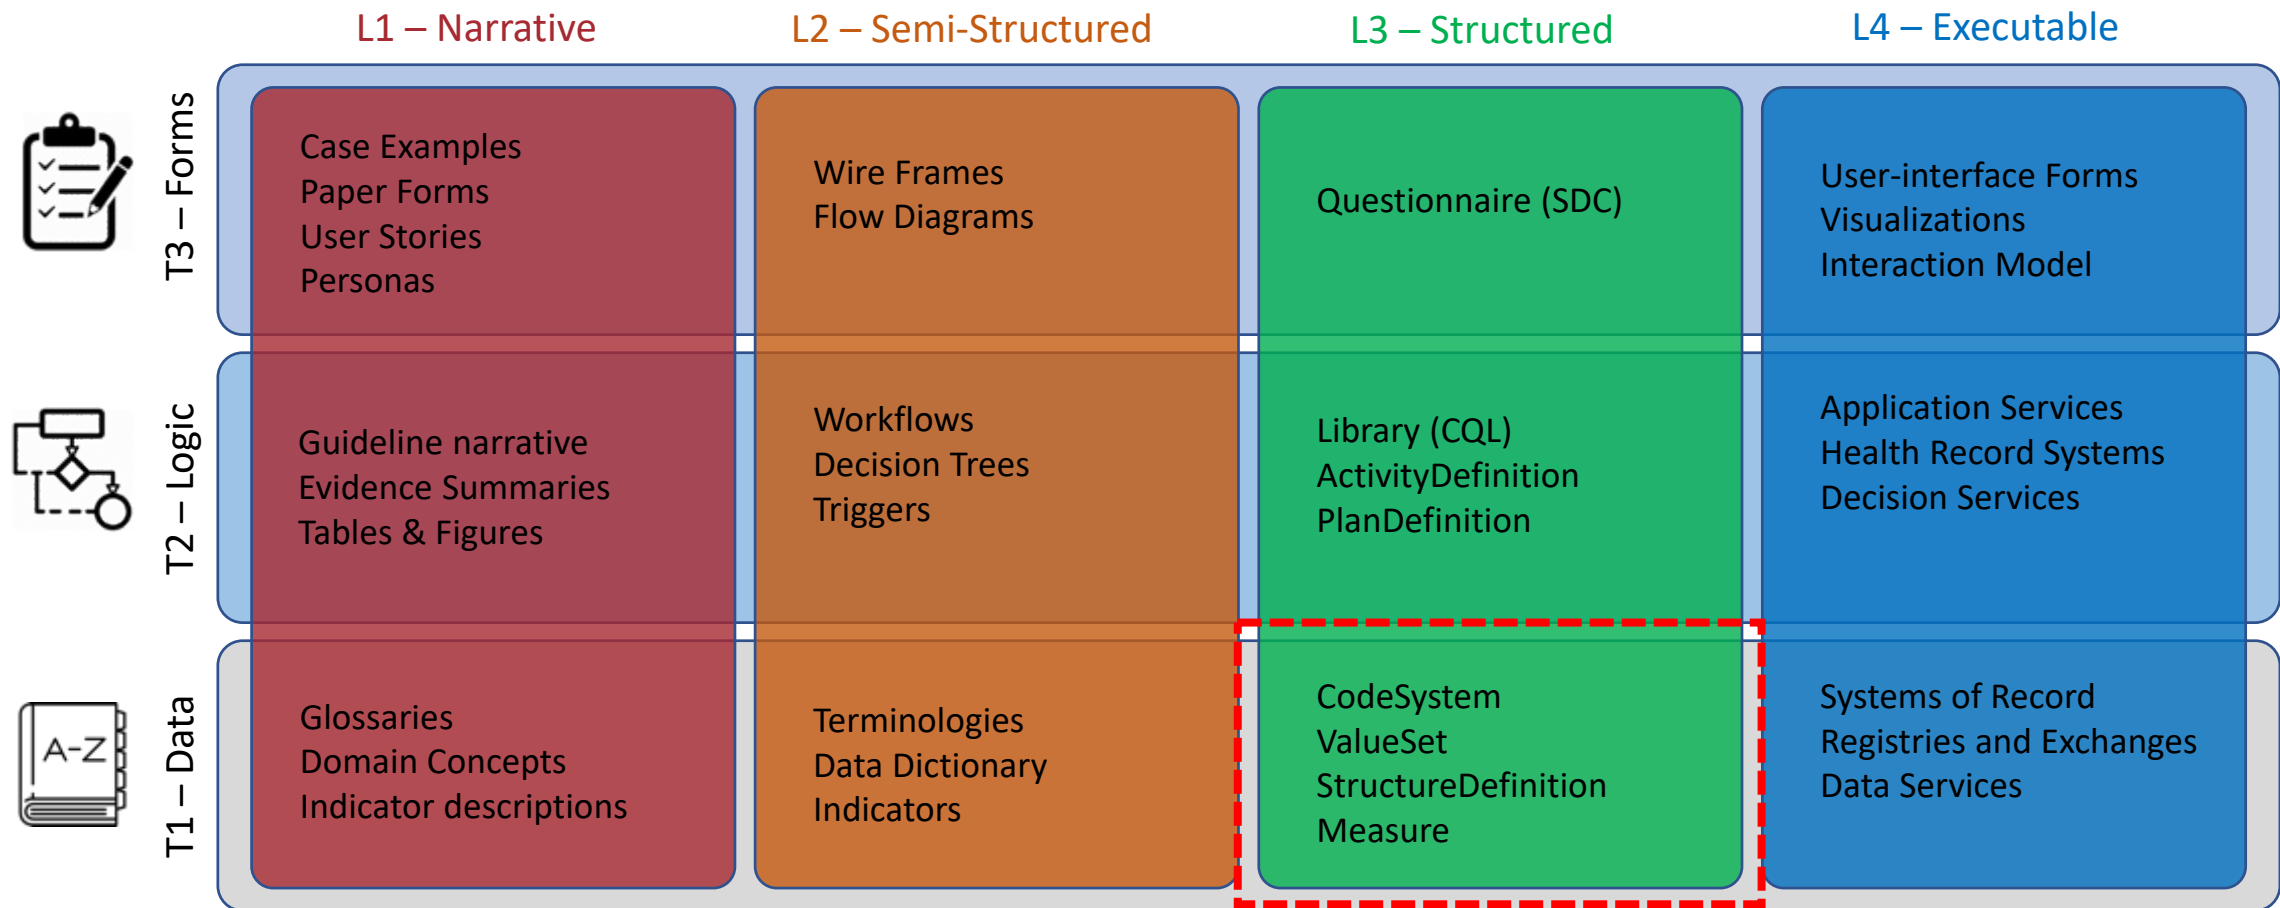 L1 – Narrative
L2 – Semi-Structured
L3 – Structured
L4 – Executable
T3 – Forms
Case Examples
Paper Forms
User Stories
Personas
Wire Frames
Flow Diagrams
Questionnaire (SDC)
User-interface Forms
Visualizations
Interaction Model
T2 – Logic
Guideline narrative
Evidence Summaries
Tables & Figures
Workflows
Decision Trees
Triggers
Library (CQL)
ActivityDefinition
PlanDefinition
Application Services
Health Record Systems
Decision Services
A-Z
T1 – Data
Glossaries
Domain Concepts
Indicator descriptions
Terminologies
Data Dictionary
Indicators
CodeSystem
ValueSet
StructureDefinition
Measure
Systems of Record
Registries and Exchanges
Data Services